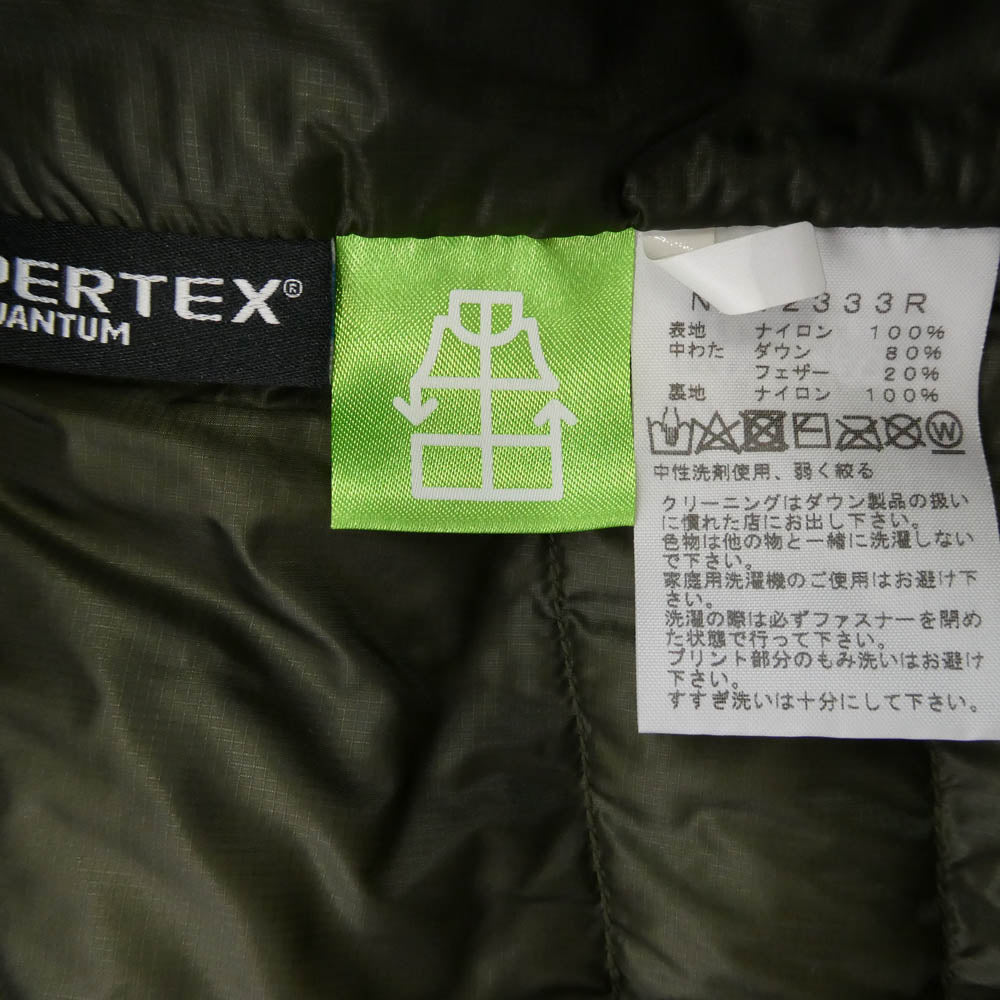 PERTEX®
QUANTUM
2333R
表地 ナイロン 100%
中わた ダウン 80%
フェザー 20%
裏地 ナイロン 100%
中性洗剤使用、弱く絞る
クリーニングはダウン製品の扱い
に慣れた店にお出し下さい。
色物は他の物と一緒に洗濯しない
で下さい。
家庭用洗濯機のご使用はお避け下
さい。
洗濯の際は必ずファスナーを閉め
た状態で行って下さい。
プリント部分のもみ洗いはお避け
下さい。
すすぎ洗いは十分にして下さい。